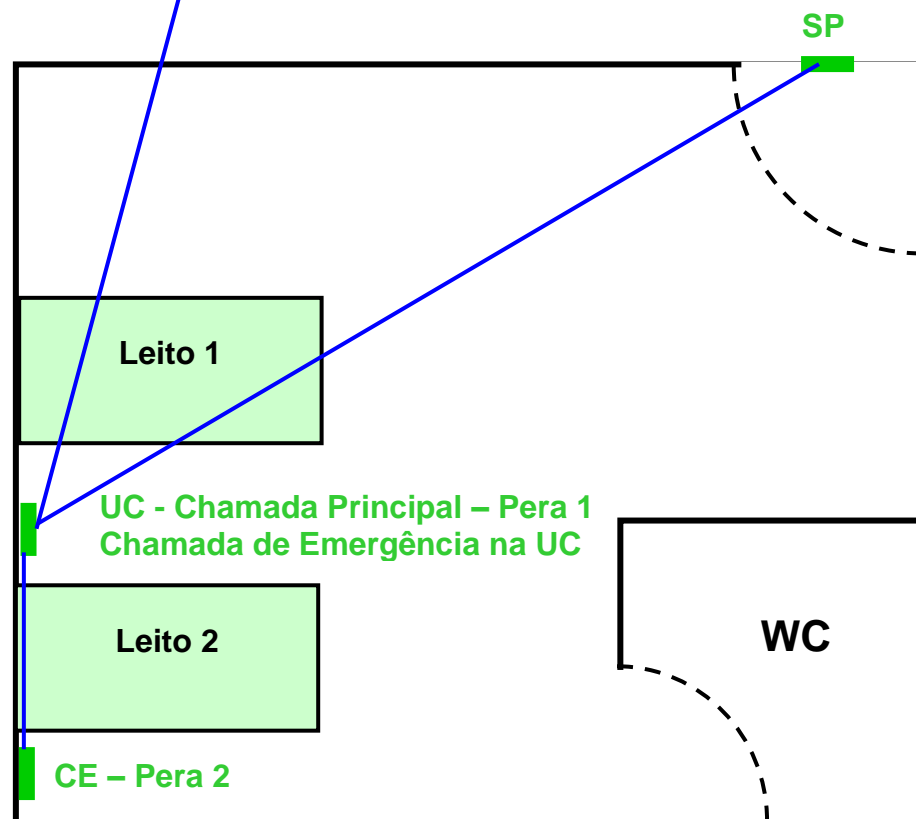 SP
Leito 1
UC - Chamada Principal – Pera 1
Chamada de Emergência na UC
Leito 2
WC
CE – Pera 2